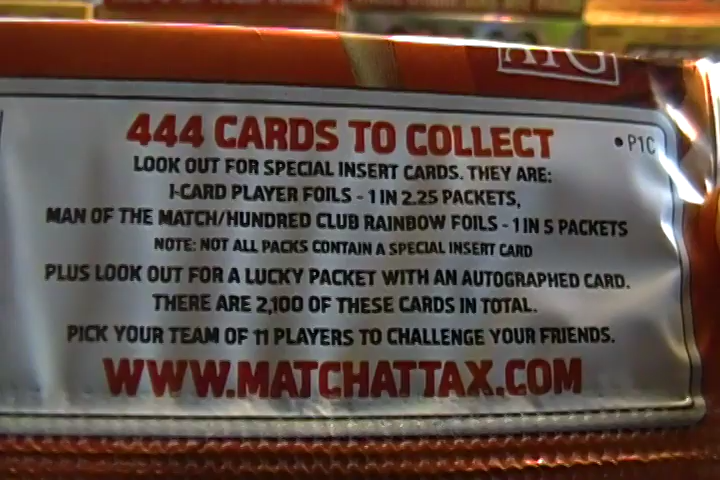 444 CARDS TO COLLECT
• P1C
LOOK OUT FOR SPECIAL INSERT CARDS. THEY ARE:
I-CARD PLAYER FOILS - 1 IN 2.25 PACKETS,
MAN OF THE MATCH/HUNDRED CLUB RAINBOW FOILS - 1 IN 5 PACKETS
NOTE: NOT ALL PACKS CONTAIN A SPECIAL INSERT CARD
PLUS LOOK OUT FOR A LUCKY PACKET WITH AN AUTOGRAPHED CARD.
THERE ARE 2,100 OF THESE CARDS IN TOTAL.
PICK YOUR TEAM OF 11 PLAYERS TO CHALLENGE YOUR FRIENDS.
WWW.MATCHATTAX.COM